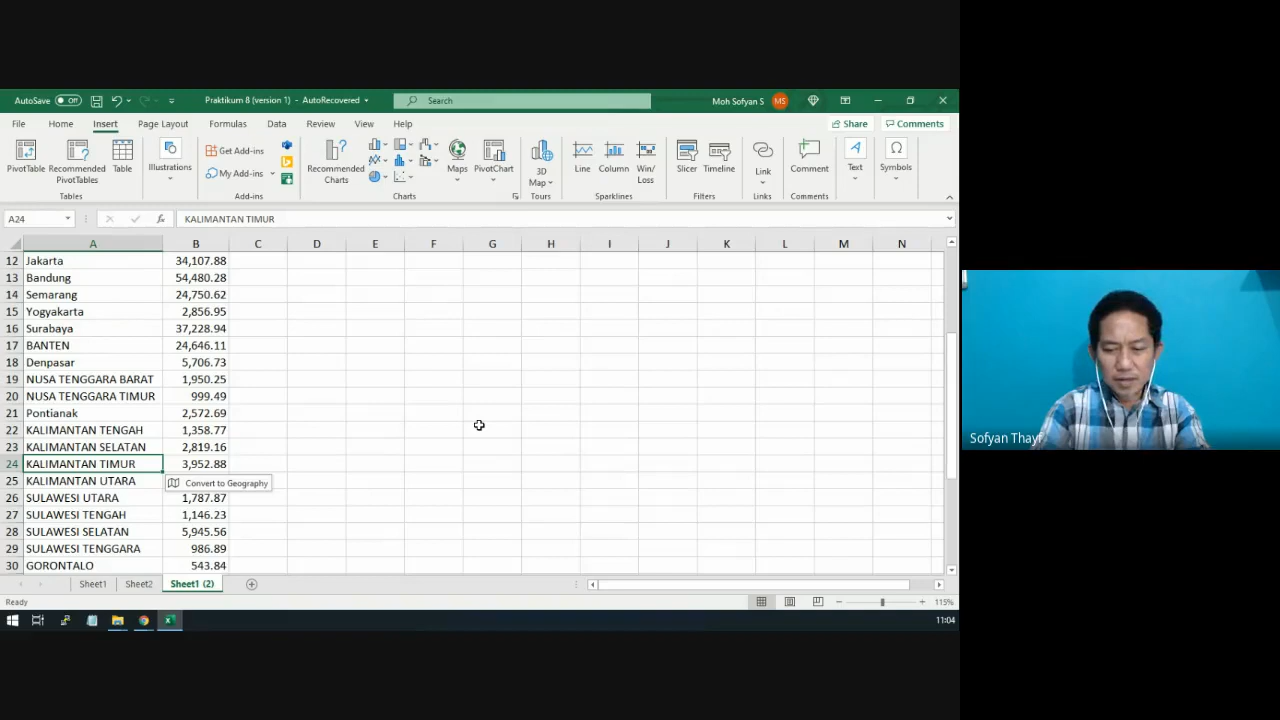 AutoSave Off Praktikum 8 (version 1) - AutoRecovered Search Moh Sofyan S MS
File Home Insert Page Layout Formulas Data Review View Help Share Comments
PivotTable Recommended PivotTables Table Illustrations Get Add-ins My Add-ins Recommended Charts Maps PivotChart 3D Map Line Column Win/Loss Slicer Timeline Link Comment Text Symbols
Tables Add-ins Charts Tours Sparklines Filters Links Comments
A24 fx KALIMANTAN TIMUR
A B C D E F G H I J K L M N
12 Jakarta 34,107.88
13 Bandung 54,480.28
14 Semarang 24,750.62
15 Yogyakarta 2,856.95
16 Surabaya 37,228.94
17 BANTEN 24,646.11
18 Denpasar 5,706.73
19 NUSA TENGGARA BARAT 1,950.25
20 NUSA TENGGARA TIMUR 999.49
21 Pontianak 2,572.69
22 KALIMANTAN TENGAH 1,358.77
23 KALIMANTAN SELATAN 2,819.16
24 KALIMANTAN TIMUR 3,952.88
25 KALIMANTAN UTARA Convert to Geography
26 SULAWESI UTARA 1,787.87
27 SULAWESI TENGAH 1,146.23
28 SULAWESI SELATAN 5,945.56
29 SULAWESI TENGGARA 986.89
30 GORONTALO 543.84
Sheet1 Sheet2 Sheet1 (2)
Ready 115%
11:04
Sofyan Thayf